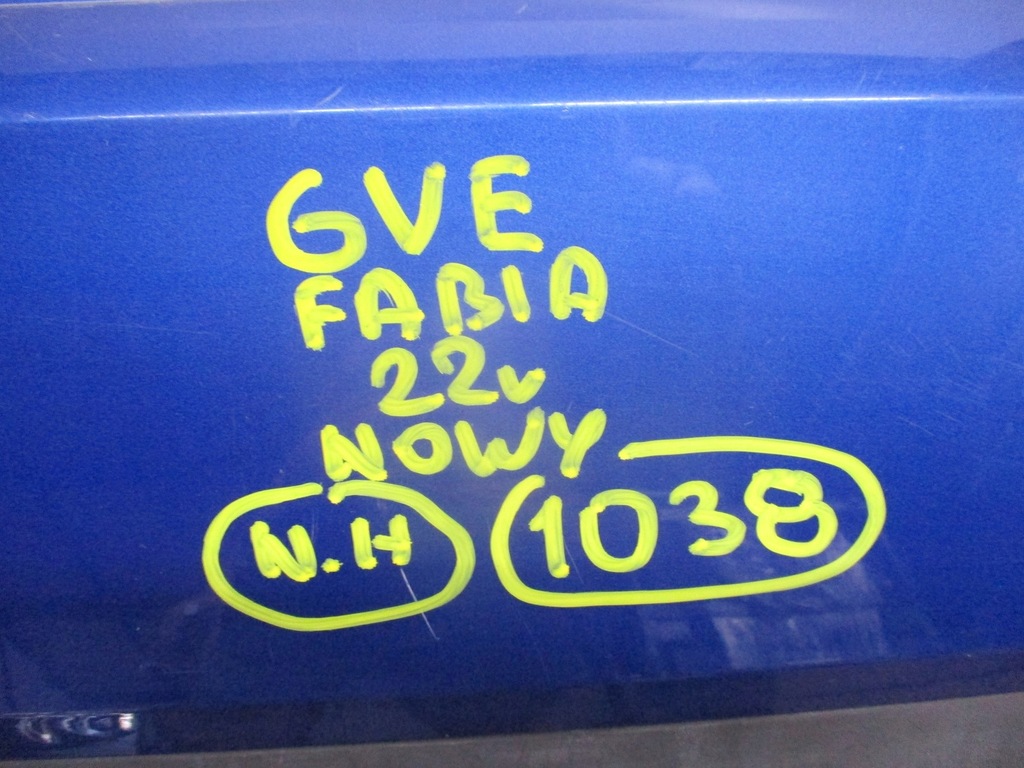 GVE
FABIA
22v
NOWY
N.H 1038